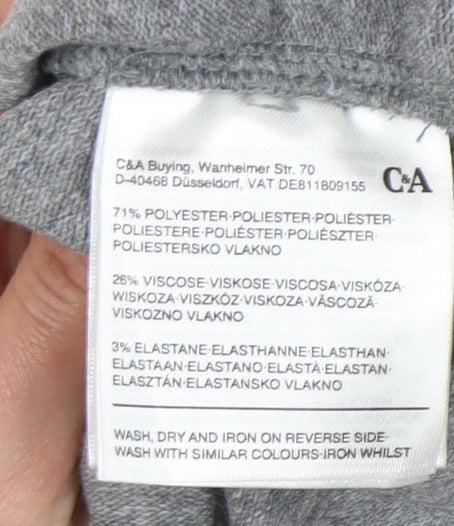 C&A Buying, Wanheimer Str. 70
D-40468 Düsseldorf, VAT DE811809155
C&A
71% POLYESTER·POLIESTER·POLIÈSTER·
POLIESTERE·POLIÉSTER·POLIÉSZTER·
POLIESTERSKO VLAKNO
26% VISCOSE·VISKOSE·VISCOSA·VISKÓZA·
WISKOZA·VISZKÓZ·VISKOZA·VÂSCOZĂ·
VISKOZNO VLAKNO
3% ELASTANE·ELASTHANNE·ELASTHAN·
ELASTAAN·ELASTANO·ELASTÀ·ELASTAN·
ELASZTÁN·ELASTANSKO VLAKNO
WASH, DRY AND IRON ON REVERSE SIDE·
WASH WITH SIMILAR COLOURS·IRON WHILST